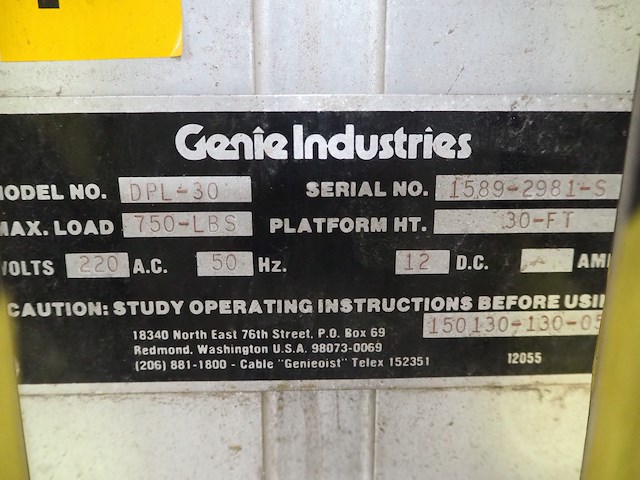 Genie Industries
MODEL NO. DPL-30 SERIAL NO. 1589-2981-S
MAX. LOAD 750-LBS PLATFORM HT. 30-FT
VOLTS 220 A.C. 50 Hz. 12 D.C. AM
CAUTION: STUDY OPERATING INSTRUCTIONS BEFORE USI
150130-130-05
18340 North East 76th Street, P.O. Box 69
Redmond, Washington U.S.A. 98073-0069
(206) 881-1800 - Cable "Genieoist" Telex 152351
12055